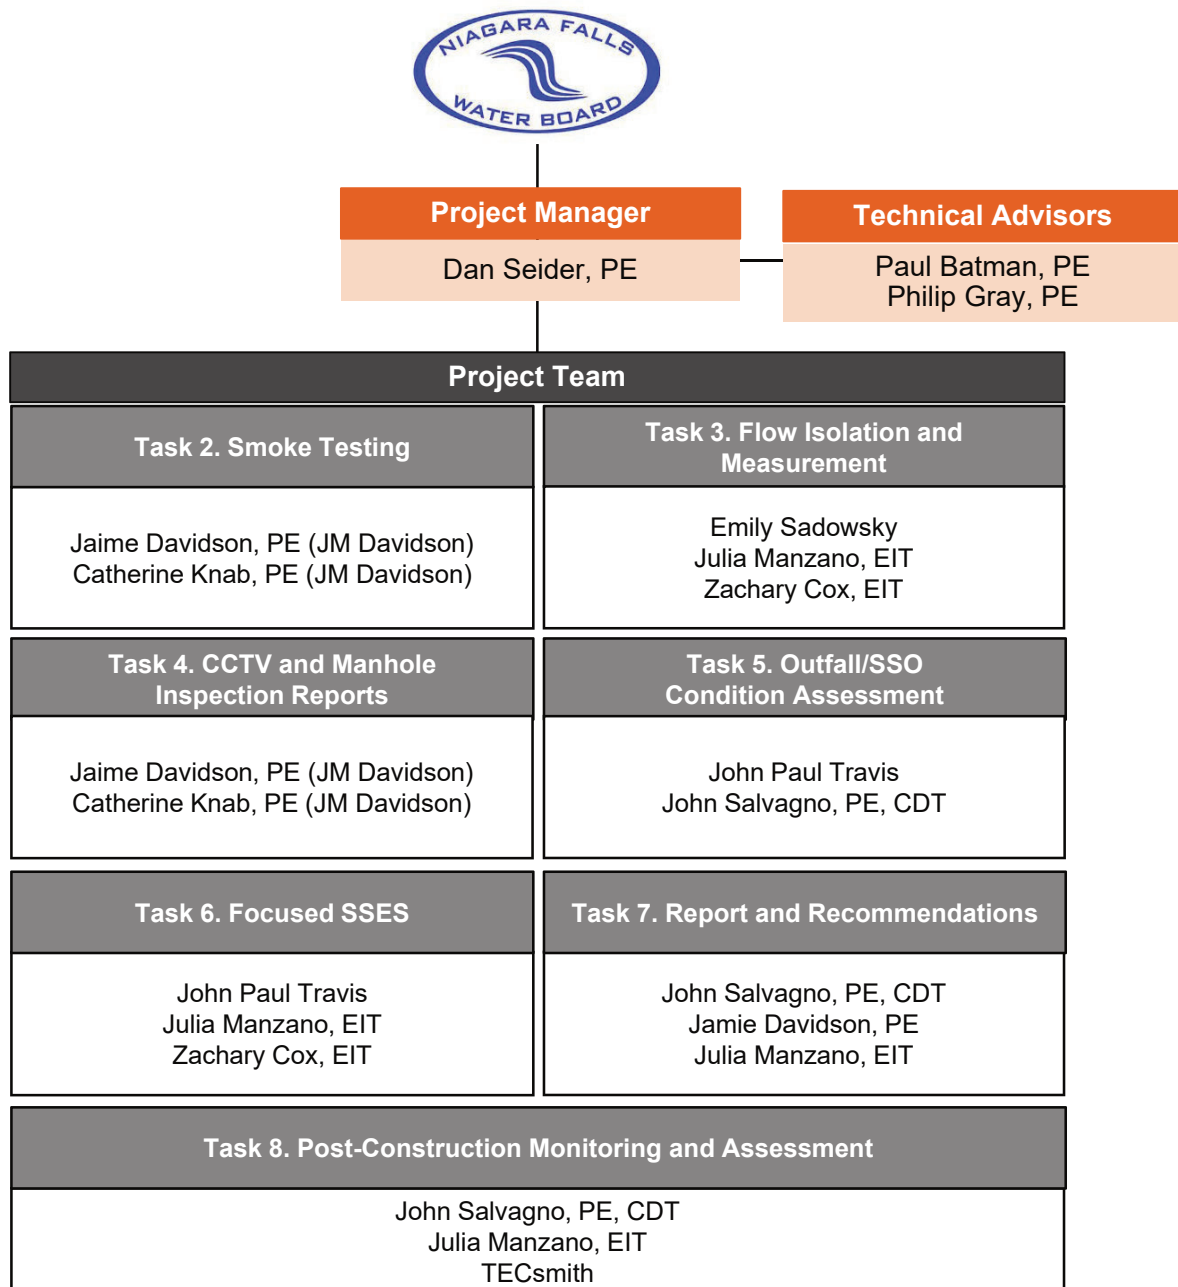 NIAGARA FALLS
WATER BOARD
Project Manager
Dan Seider, PE
Technical Advisors
Paul Batman, PE
Philip Gray, PE
Project Team
Task 2. Smoke Testing
Jaime Davidson, PE (JM Davidson)
Catherine Knab, PE (JM Davidson)
Task 3. Flow Isolation and
Measurement
Emily Sadowsky
Julia Manzano, EIT
Zachary Cox, EIT
Task 4. CCTV and Manhole
Inspection Reports
Jaime Davidson, PE (JM Davidson)
Catherine Knab, PE (JM Davidson)
Task 5. Outfall/SSO
Condition Assessment
John Paul Travis
John Salvagno, PE, CDT
Task 6. Focused SSES
John Paul Travis
Julia Manzano, EIT
Zachary Cox, EIT
Task 7. Report and Recommendations
John Salvagno, PE, CDT
Jamie Davidson, PE
Julia Manzano, EIT
Task 8. Post-Construction Monitoring and Assessment
John Salvagno, PE, CDT
Julia Manzano, EIT
TECsmith